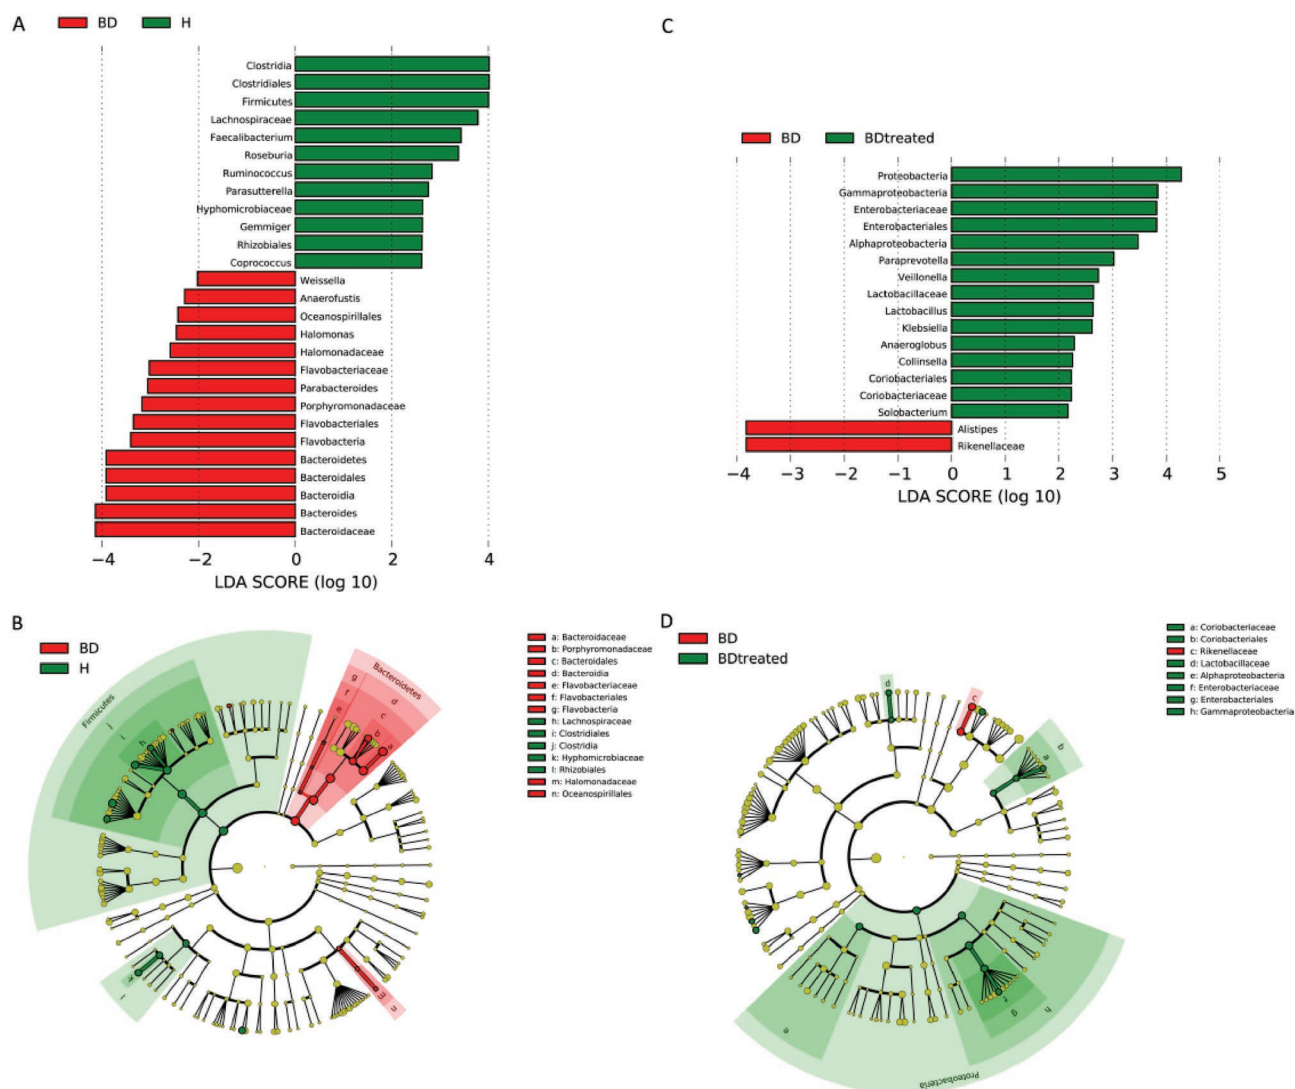 A
BD
H
Clostridia
Clostridiales
Firmicutes
Lachnospiraceae
Faecalibacterium
Roseburia
Ruminococcus
Parasutterella
Hyphomicrobiaceae
Gemmiger
Rhizobiales
Coprococcus
Weissella
Anaerofustis
Oceanospirillales
Halomonas
Halomonadaceae
Flavobacteriaceae
Parabacteroides
Porphyromonadaceae
Flavobacteriales
Flavobacteria
Bacteroidetes
Bacteroidales
Bacteroidia
Bacteroides
Bacteroidaceae
−4 −2 0 2 4
LDA SCORE (log 10)
C
BD
BDtreated
Proteobacteria
Gammaproteobacteria
Enterobacteriaceae
Enterobacteriales
Alphaproteobacteria
Paraprevotella
Veillonella
Lactobacillaceae
Lactobacillus
Klebsiella
Anaeroglobus
Collinsella
Coriobacteriales
Coriobacteriaceae
Solobacterium
Alistipes
Rikenellaceae
−4 −3 −2 −1 0 1 2 3 4 5
LDA SCORE (log 10)
B
BD
H
Firmicutes
j
i
h
Bacteroidetes
g
f
e
d
c
b
a
k
l
m
n
a: Bacteroidaceae
b: Porphyromonadaceae
c: Bacteroidales
d: Bacteroidia
e: Flavobacteriaceae
f: Flavobacteriales
g: Flavobacteria
h: Lachnospiraceae
i: Clostridiales
j: Clostridia
k: Hyphomicrobiaceae
l: Rhizobiales
m: Halomonadaceae
n: Oceanospirillales
D
BD
BDtreated
d
c
b
a
e
f
g
h
Proteobacteria
a: Coriobacteriaceae
b: Coriobacteriales
c: Rikenellaceae
d: Lactobacillaceae
e: Alphaproteobacteria
f: Enterobacteriaceae
g: Enterobacteriales
h: Gammaproteobacteria